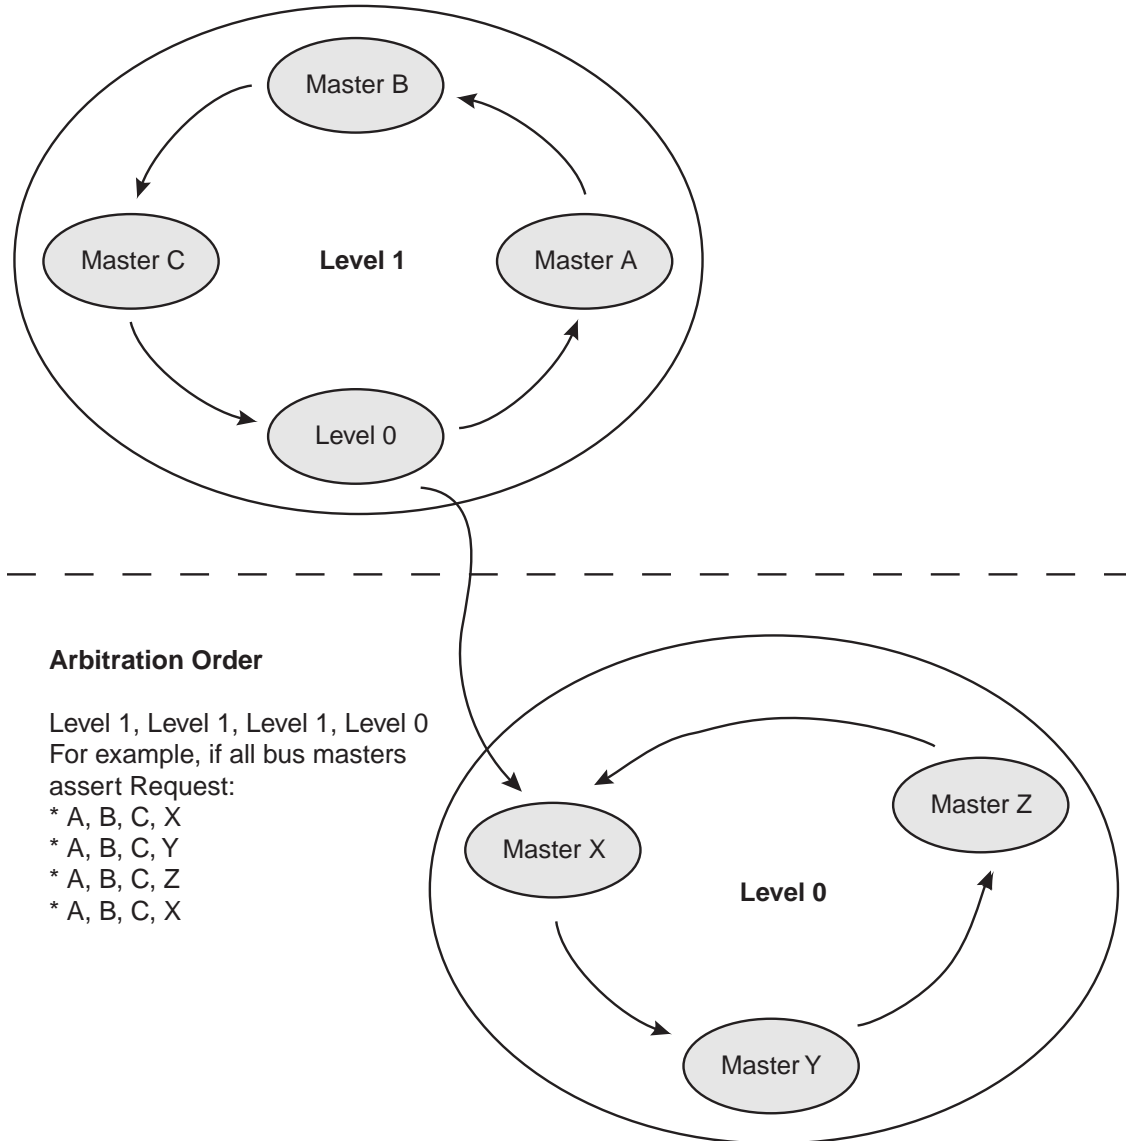 Master B
Master C
Level 1
Master A
Level 0
Arbitration Order
Level 1, Level 1, Level 1, Level 0
For example, if all bus masters
assert Request:
* A, B, C, X
* A, B, C, Y
* A, B, C, Z
* A, B, C, X
Master Z
Master X
Level 0
Master Y